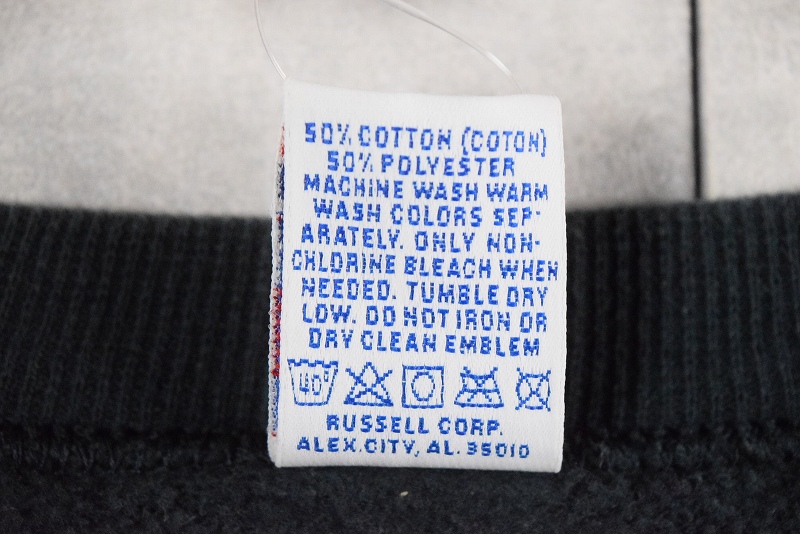 50% COTTON (COTON)
50% POLYESTER
MACHINE WASH WARM
WASH COLORS SEP-
ARATELY. ONLY NON-
CHLORINE BLEACH WHEN
NEEDED. TUMBLE DRY
LOW. DO NOT IRON OR
DRY CLEAN EMBLEM
40°
RUSSELL CORP.
ALEX.CITY, AL. 35010